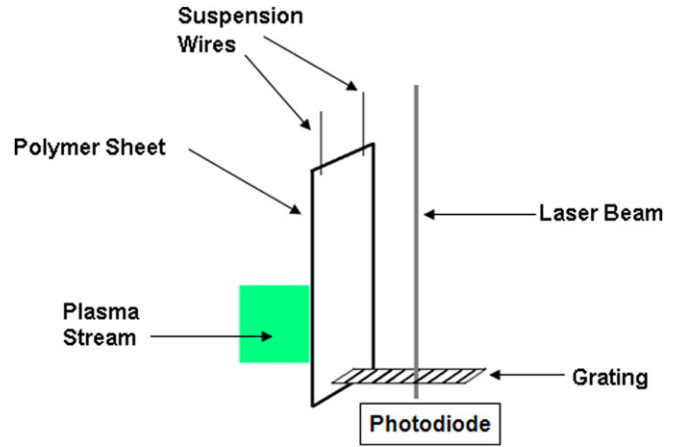 Suspension
Wires
Polymer Sheet
Laser Beam
Plasma
Stream
Grating
Photodiode